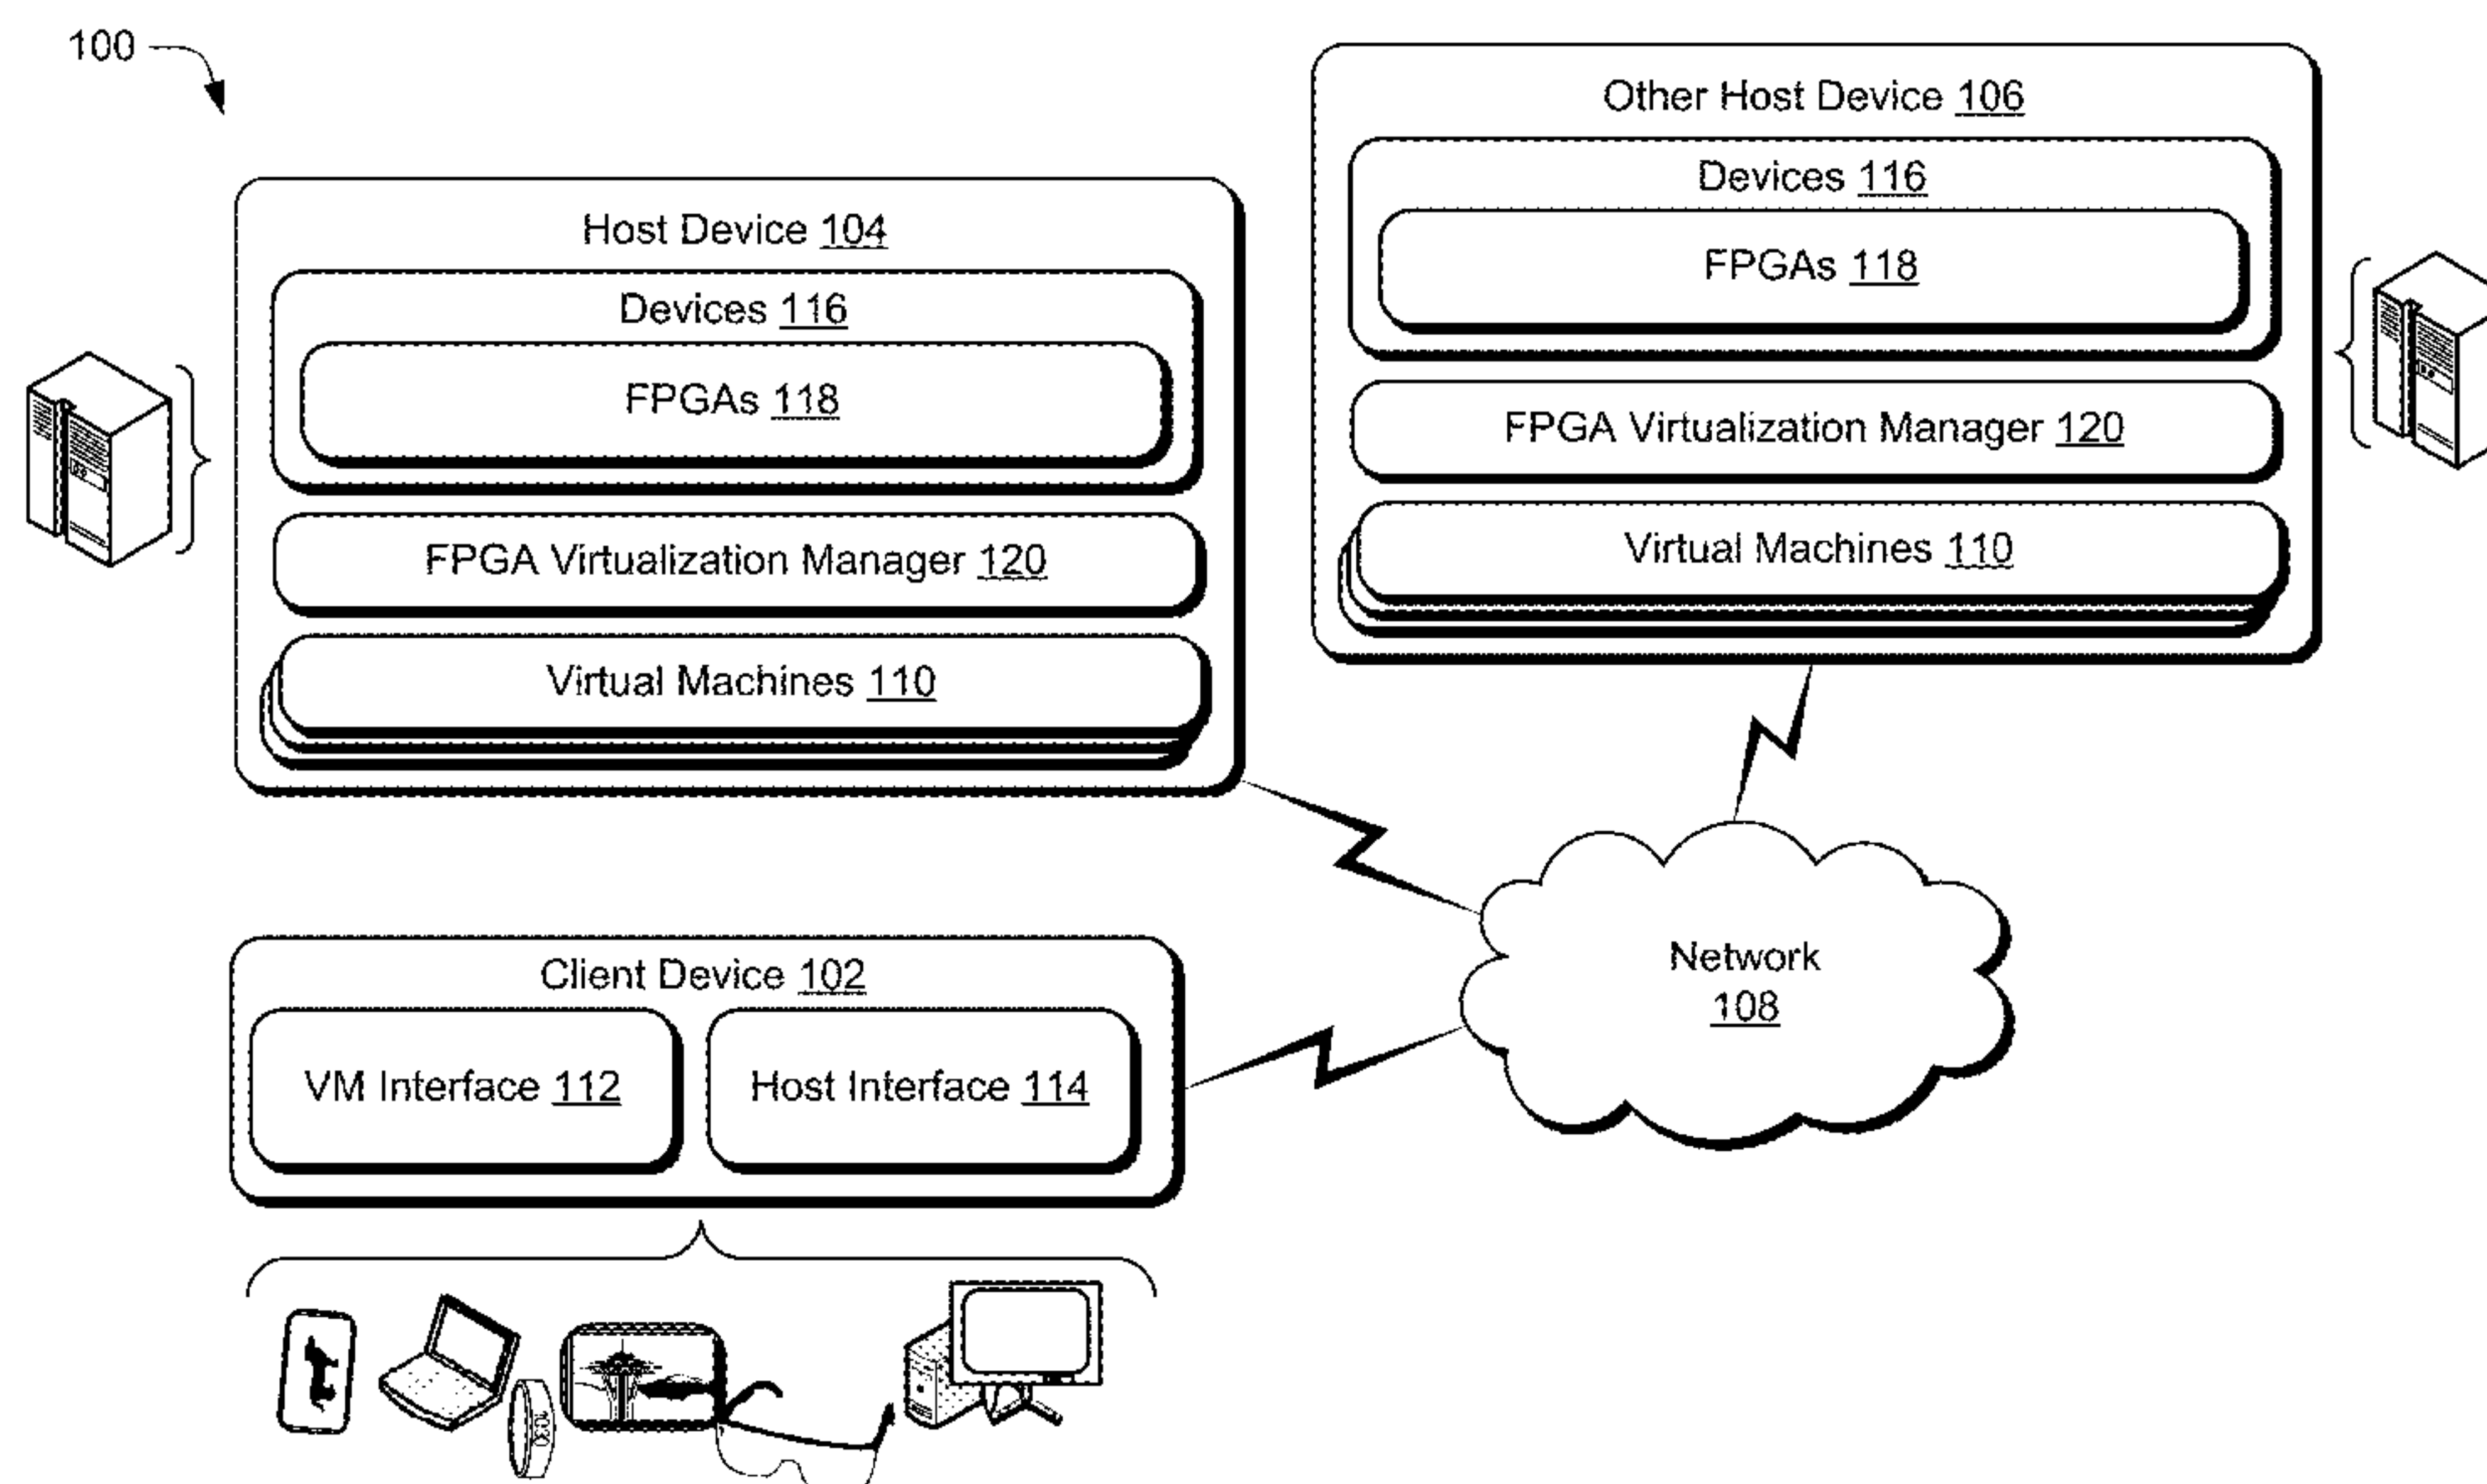 100
Host Device 104
Devices 116
FPGAs 118
FPGA Virtualization Manager 120
Virtual Machines 110
Other Host Device 106
Devices 116
FPGAs 118
FPGA Virtualization Manager 120
Virtual Machines 110
Client Device 102
VM Interface 112
Host Interface 114
Network
108